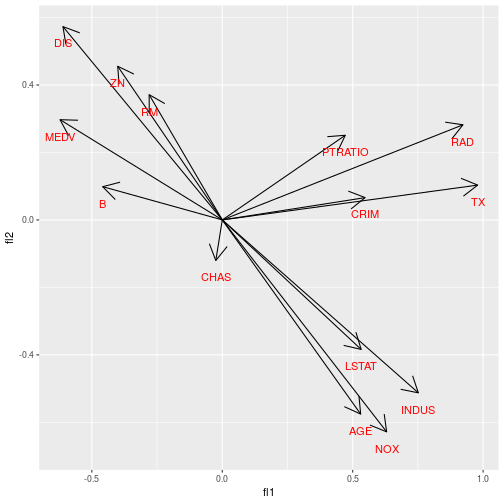 DIS
ZN
RM
MEDV
B
PTRATIO
RAD
TX
CRIM
CHAS
LSTAT
INDUS
AGE
NOX
0.4
0.0
-0.4
-0.5
0.0
0.5
1.0
fl1
fl2